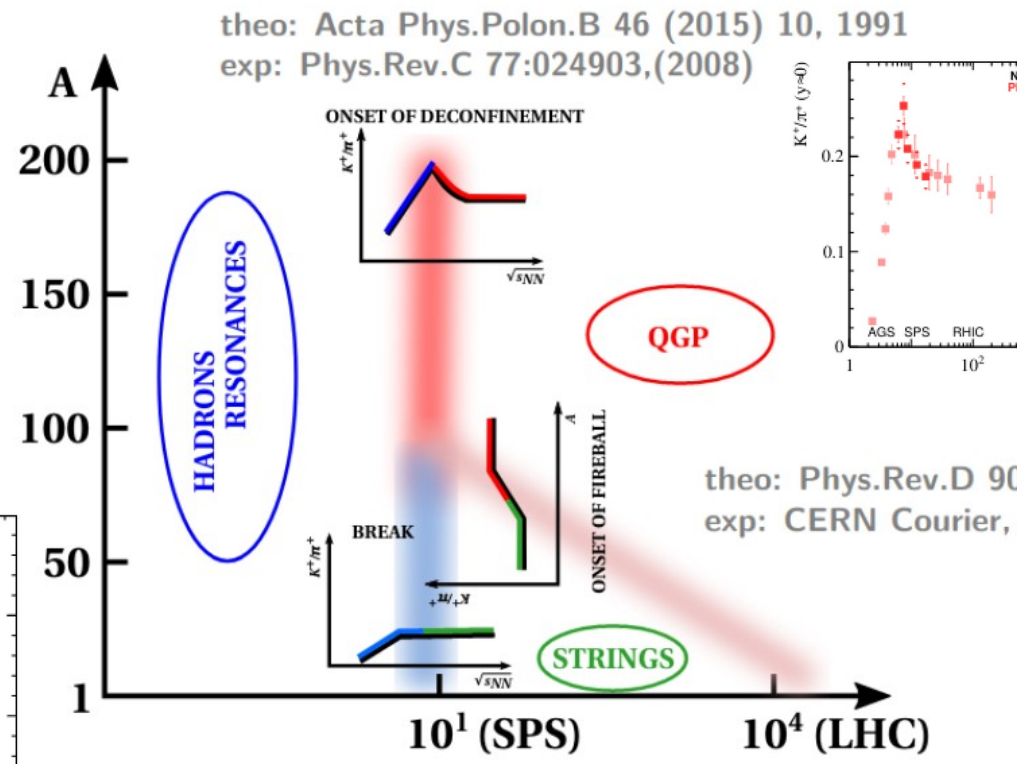 theo: Acta Phys.Polon.B 46 (2015) 10, 1991
exp: Phys.Rev.C 77:024903,(2008)
A
200
150
100
50
1
10¹ (SPS)
10⁴ (LHC)
HADRONS
RESONANCES
ONSET OF DECONFINEMENT
K⁺/π⁺
√sNN
QGP
K⁺/π⁺ (y≈0)
0.2
0.1
0
AGS SPS RHIC
1
10²
A
ONSET OF FIREBALL
K⁺/π⁺
theo: Phys.Rev.D 90
exp: CERN Courier,
BREAK
K⁺/π⁺
√sNN
STRINGS